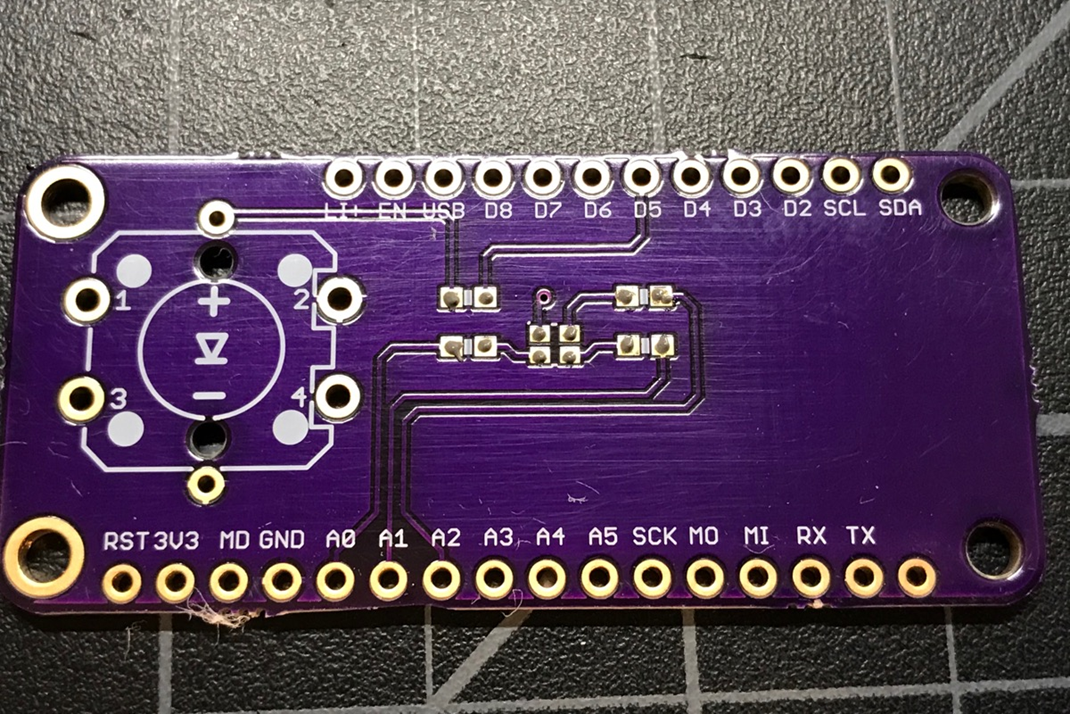 LI+ EN USB D8 D7 D6 D5 D4 D3 D2 SCL SDA
1 + 2
3 - 4
RST 3V3 MD GND A0 A1 A2 A3 A4 A5 SCK MO MI RX TX